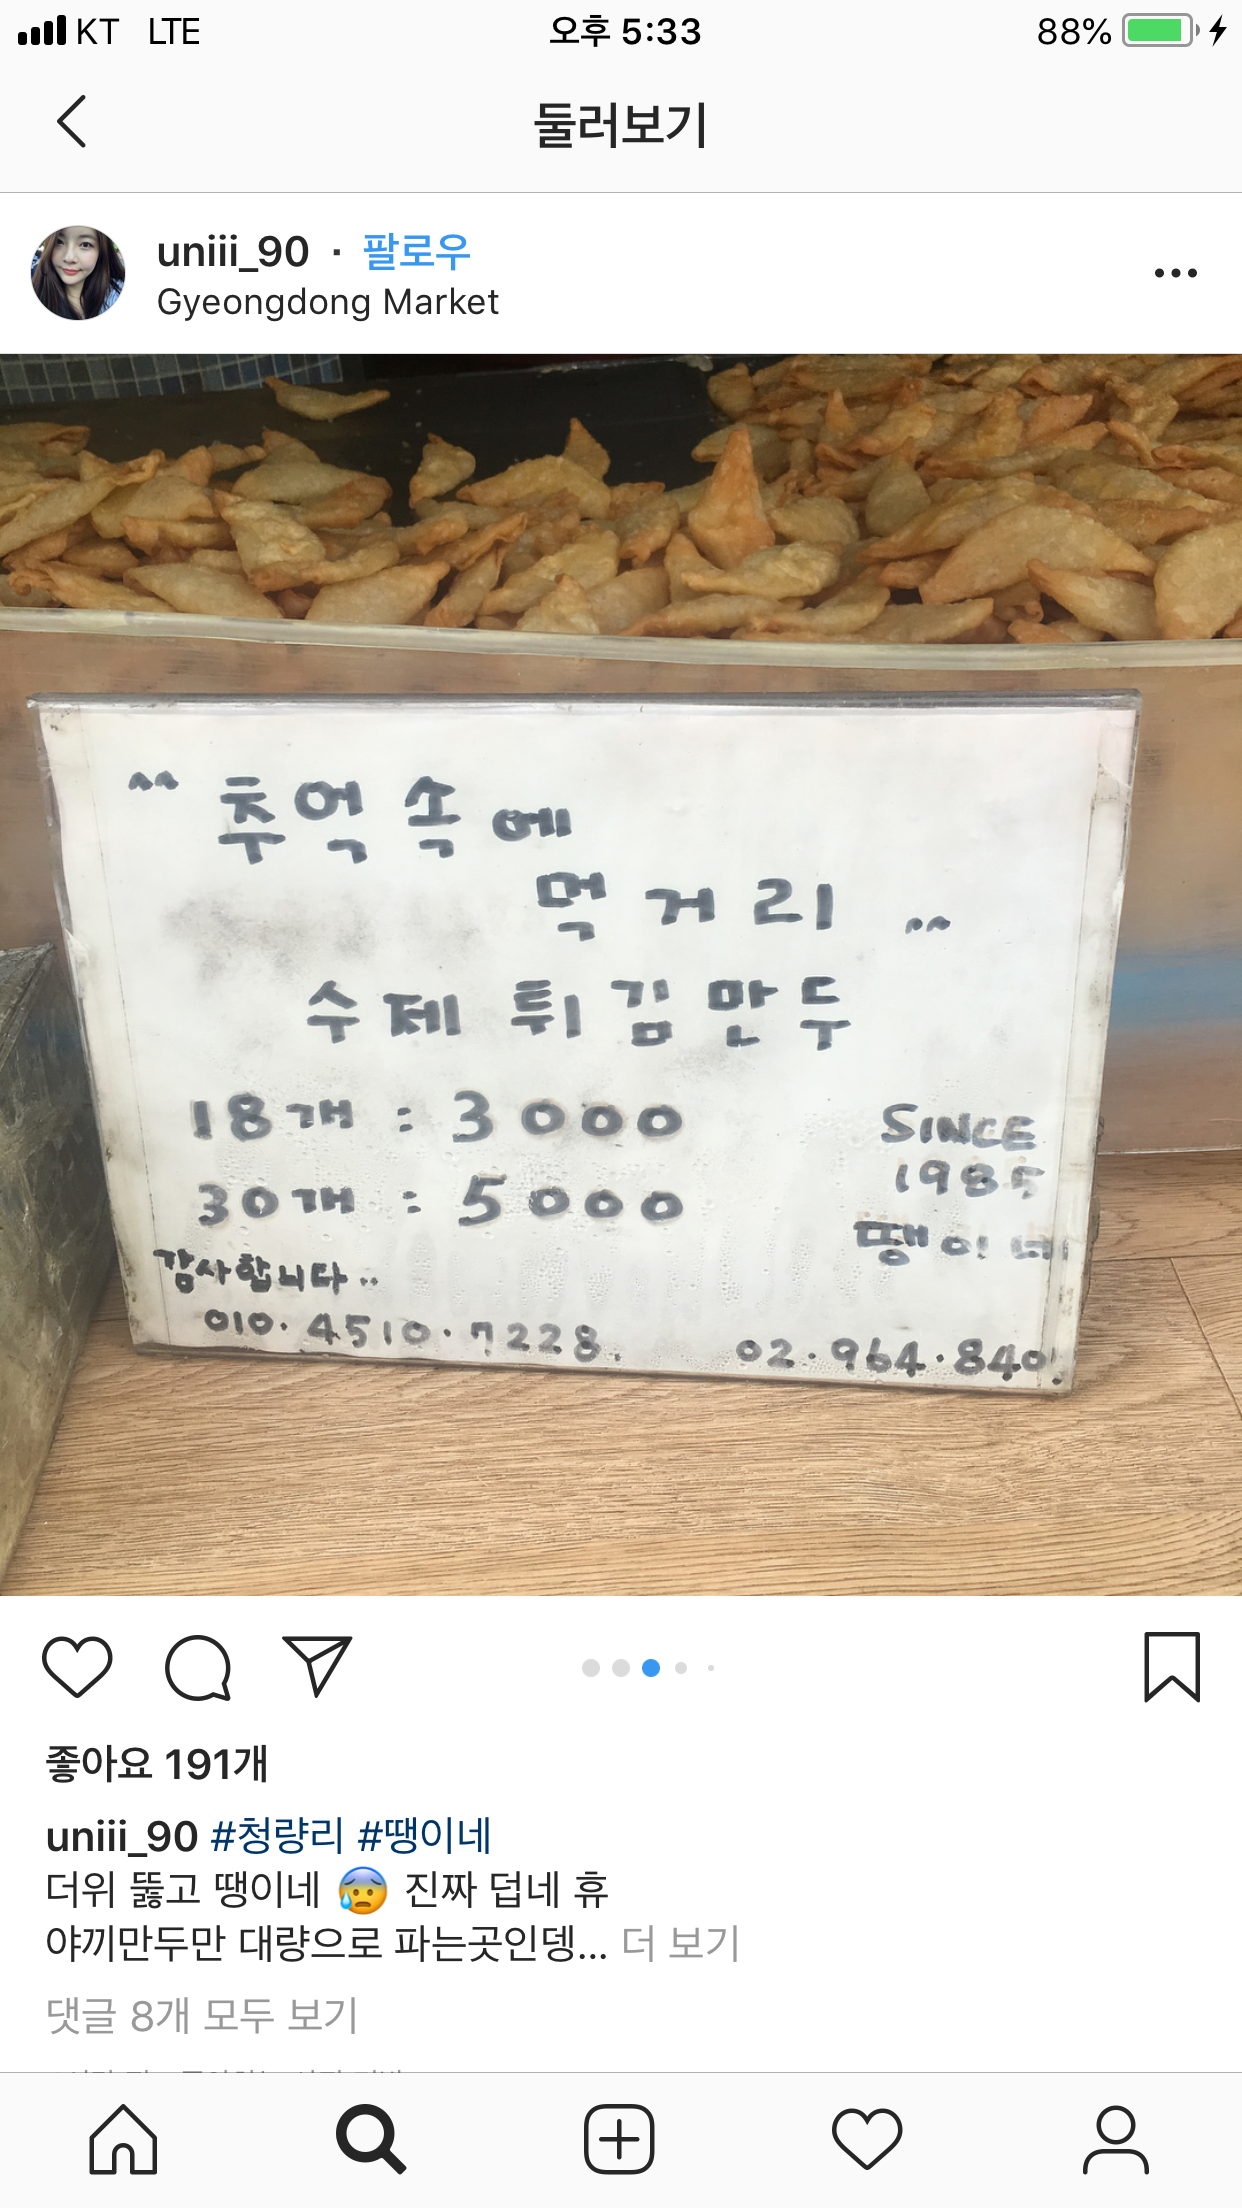 KT LTE 오후 5:33 88%
둘러보기
uniii_90 · 팔로우
Gyeongdong Market
추억속에
먹거리
수제 튀김만두
18개 : 3000
30개 : 5000
SINCE
1985
땡이네
감사합니다..
010.4510.7228. 02.964.840
좋아요 191개
uniii_90 #청량리 #땡이네
더위 뚫고 땡이네 😰 진짜 덥네 휴
야끼만두만 대량으로 파는곳인뎅... 더 보기
댓글 8개 모두 보기